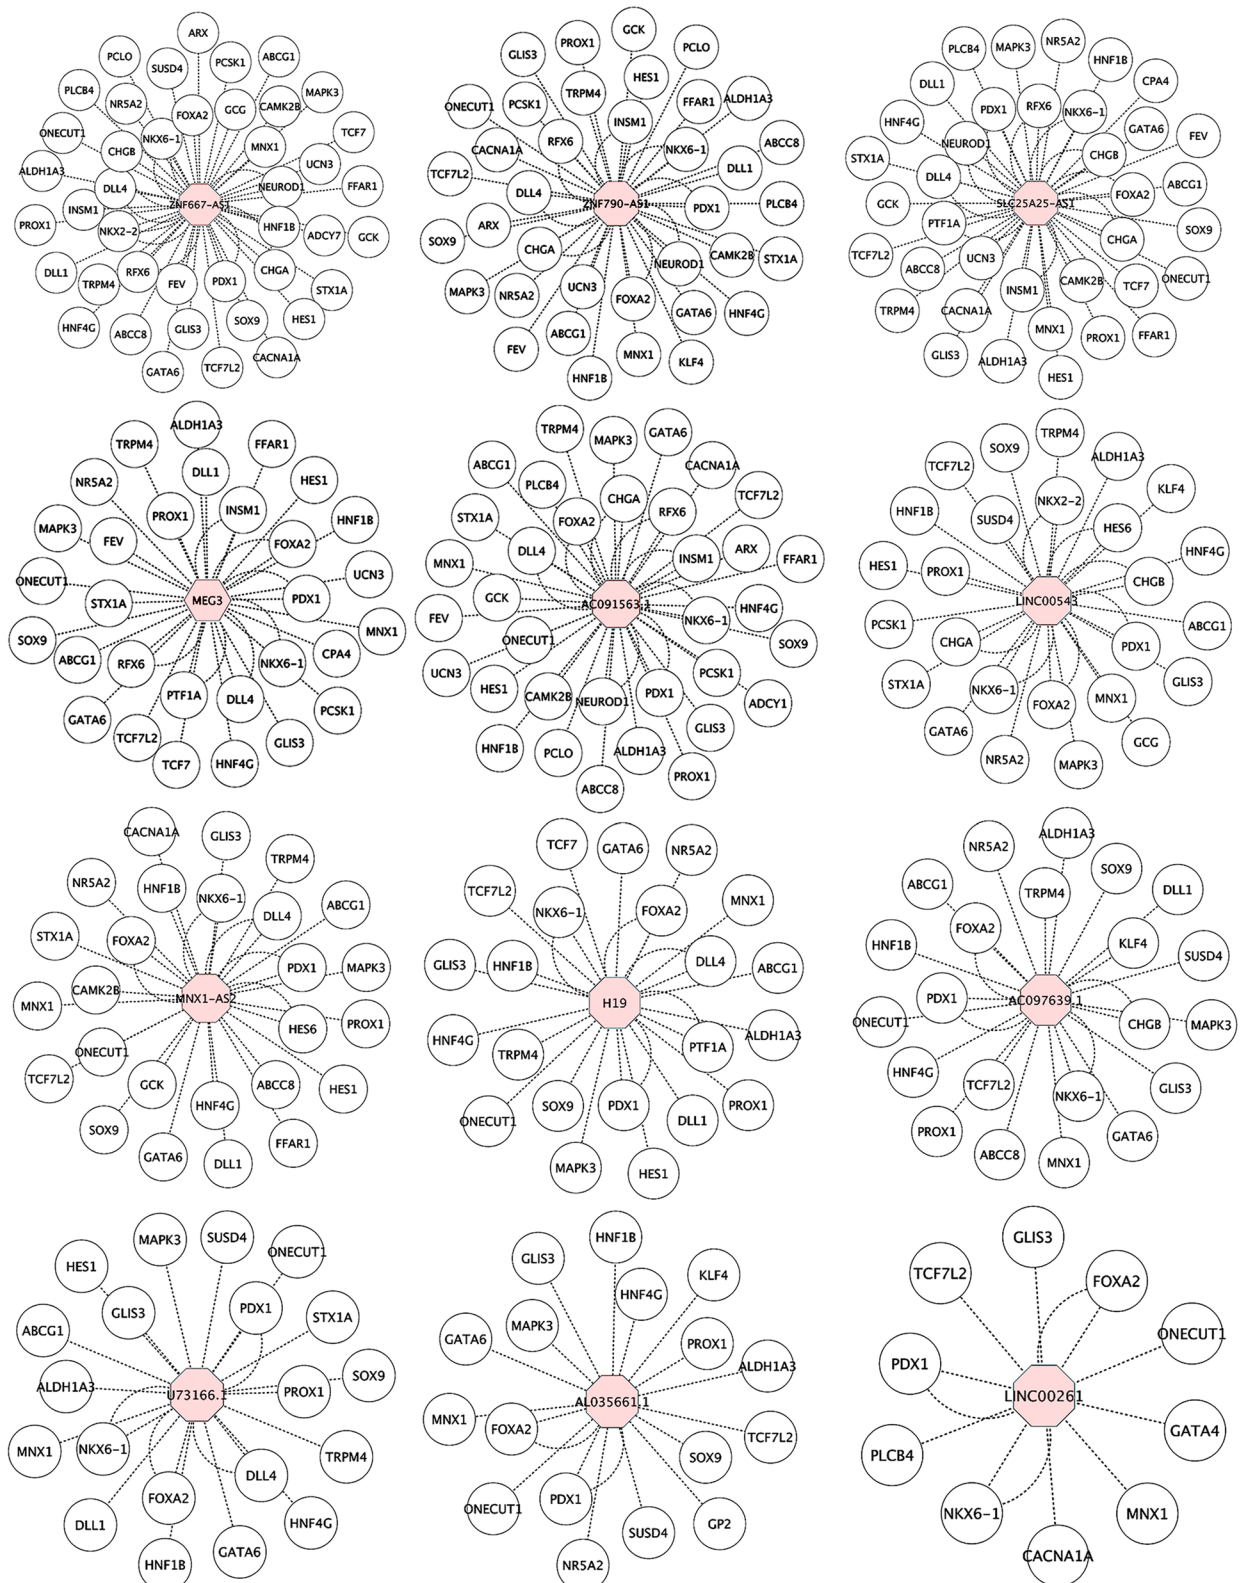 ARX
PCLO
SUSD4
PCSK1
ABCG1
PLCB4
NR5A2
FOXA2
GCG
CAMK2B
MAPK3
ONECUT1
CHGB
NKX6-1
MNX1
TCF7
UCN3
ALDH1A3
DLL4
NEUROD1
FFAR1
ZNF667-AS1
PROX1
INSM1
NKX2-2
HNF1B
ADCY7
GCK
DLL1
TRPM4
RFX6
FEV
PDX1
CHGA
STX1A
HNF4G
ABCC8
GLIS3
SOX9
HES1
GATA6
TCF7L2
CACNA1A
GLIS3
PROX1
GCK
PCLO
ONECUT1
PCSK1
TRPM4
HES1
FFAR1
ALDH1A3
CACNA1A
RFX6
INSM1
NKX6-1
ABCC8
TCF7L2
DLL4
DLL1
ZNF790-AS1
PDX1
PLCB4
SOX9
ARX
CHGA
NEUROD1
CAMK2B
STX1A
MAPK3
NR5A2
UCN3
FOXA2
GATA6
HNF4G
FEV
ABCG1
MNX1
KLF4
HNF1B
PLCB4
MAPK3
NR5A2
HNF1B
DLL1
CPA4
HNF4G
PDX1
RFX6
NKX6-1
GATA6
FEV
STX1A
NEUROD1
CHGB
DLL4
FOXA2
ABCG1
GCK
SLC25A25-AS1
PTF1A
CHGA
SOX9
TCF7L2
ABCC8
UCN3
INSM1
CAMK2B
TCF7
ONECUT1
TRPM4
CACNA1A
MNX1
PROX1
FFAR1
GLIS3
ALDH1A3
HES1
ALDH1A3
TRPM4
FFAR1
NR5A2
DLL1
HES1
MAPK3
PROX1
INSM1
HNF1B
FEV
FOXA2
ONECUT1
UCN3
STX1A
MEG3
PDX1
SOX9
MNX1
ABCG1
RFX6
NKX6-1
CPA4
GATA6
PTF1A
DLL4
PCSK1
TCF7L2
GLIS3
TCF7
HNF4G
TRPM4
MAPK3
GATA6
ABCG1
CACNA1A
PLCB4
CHGA
TCF7L2
STX1A
FOXA2
RFX6
DLL4
INSM1
ARX
MNX1
FFAR1
GCK
AC091563.1
HNF4G
FEV
NKX6-1
ONECUT1
SOX9
UCN3
HES1
PCSK1
CAMK2B
NEUROD1
PDX1
ADCY1
HNF1B
GLIS3
PCLO
ALDH1A3
PROX1
ABCC8
TRPM4
SOX9
ALDH1A3
TCF7L2
KLF4
HNF1B
SUSD4
NKX2-2
HES6
HNF4G
HES1
PROX1
CHGB
LINC00543
PCSK1
ABCG1
CHGA
PDX1
STX1A
NKX6-1
FOXA2
MNX1
GLIS3
GATA6
GCG
NR5A2
MAPK3
CACNA1A
GLIS3
NR5A2
HNF1B
NKX6-1
TRPM4
DLL4
ABCG1
STX1A
FOXA2
PDX1
MAPK3
CAMK2B
MNX1-AS2
MNX1
HES6
PROX1
ONECUT1
TCF7L2
GCK
HNF4G
ABCC8
HES1
SOX9
FFAR1
GATA6
DLL1
TCF7
GATA6
NR5A2
TCF7L2
NKX6-1
FOXA2
MNX1
GLIS3
HNF1B
DLL4
ABCG1
H19
HNF4G
TRPM4
PTF1A
ALDH1A3
SOX9
PDX1
PROX1
ONECUT1
DLL1
MAPK3
HES1
ALDH1A3
NR5A2
SOX9
ABCG1
TRPM4
DLL1
FOXA2
KLF4
HNF1B
SUSD4
PDX1
AC097639.1
ONECUT1
CHGB
MAPK3
HNF4G
TCF7L2
NKX6-1
GLIS3
PROX1
GATA6
ABCC8
MNX1
MAPK3
SUSD4
ONECUT1
HES1
GLIS3
PDX1
STX1A
ABCG1
SOX9
ALDH1A3
U73166.1
PROX1
MNX1
NKX6-1
TRPM4
FOXA2
DLL4
DLL1
HNF4G
HNF1B
GATA6
HNF1B
GLIS3
KLF4
HNF4G
GATA6
MAPK3
PROX1
ALDH1A3
AL035661.1
MNX1
FOXA2
TCF7L2
SOX9
ONECUT1
PDX1
SUSD4
GP2
NR5A2
GLIS3
TCF7L2
FOXA2
ONECUT1
PDX1
LINC00261
GATA4
PLCB4
NKX6-1
MNX1
CACNA1A